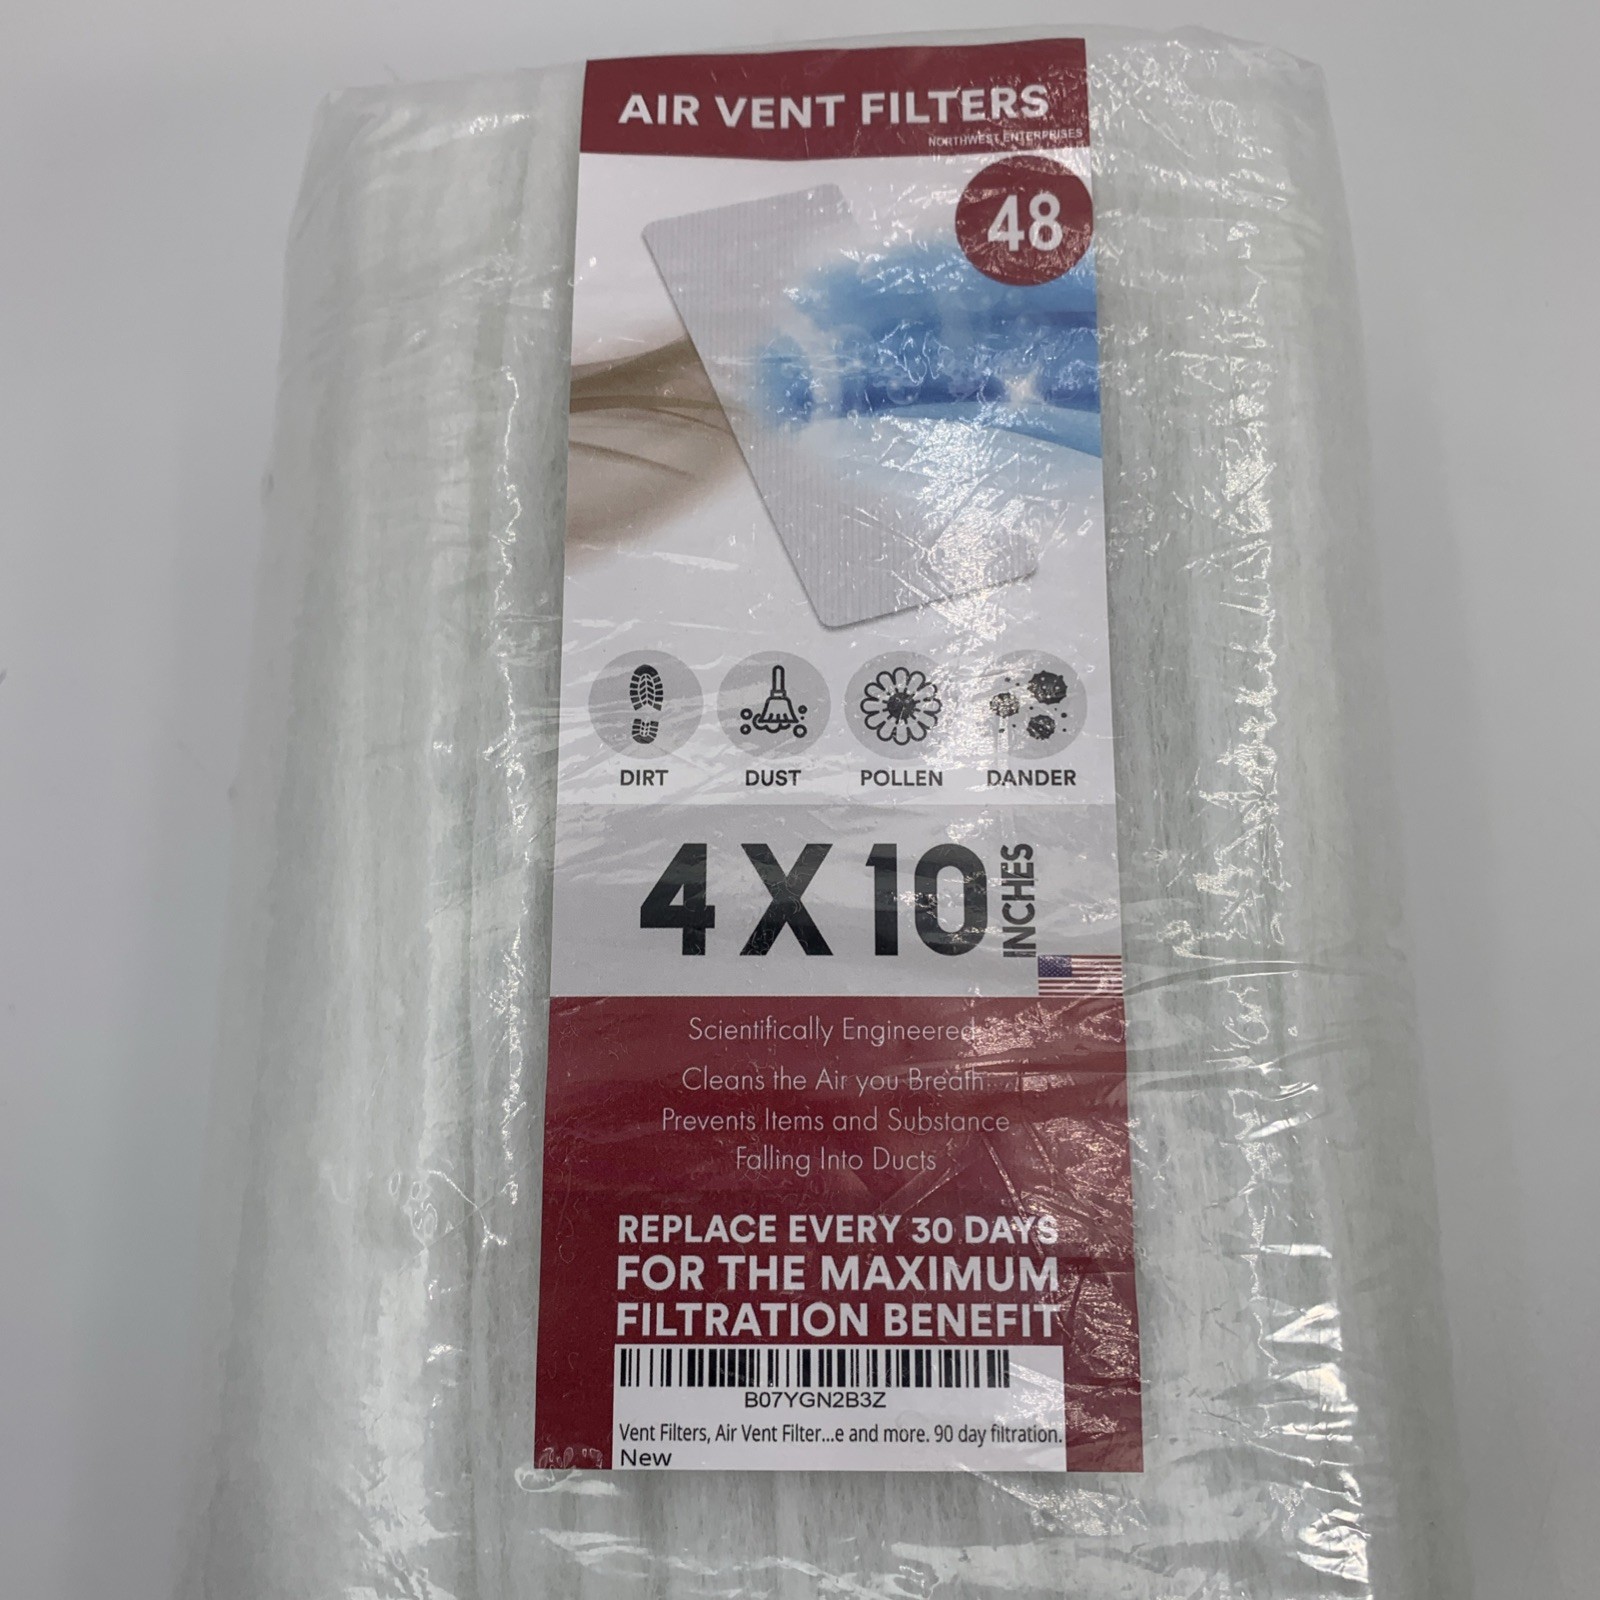 AIR VENT FILTERS
NORTHWEST ENTERPRISES
48
DIRT
DUST
POLLEN
DANDER
4 X 10
INCHES
Scientifically Engineered
Cleans the Air you Breath
Prevents Items and Substance
Falling Into Ducts
REPLACE EVERY 30 DAYS
FOR THE MAXIMUM
FILTRATION BENEFIT
B07YGN2B3Z
Vent Filters, Air Vent Filter...e and more. 90 day filtration.
New